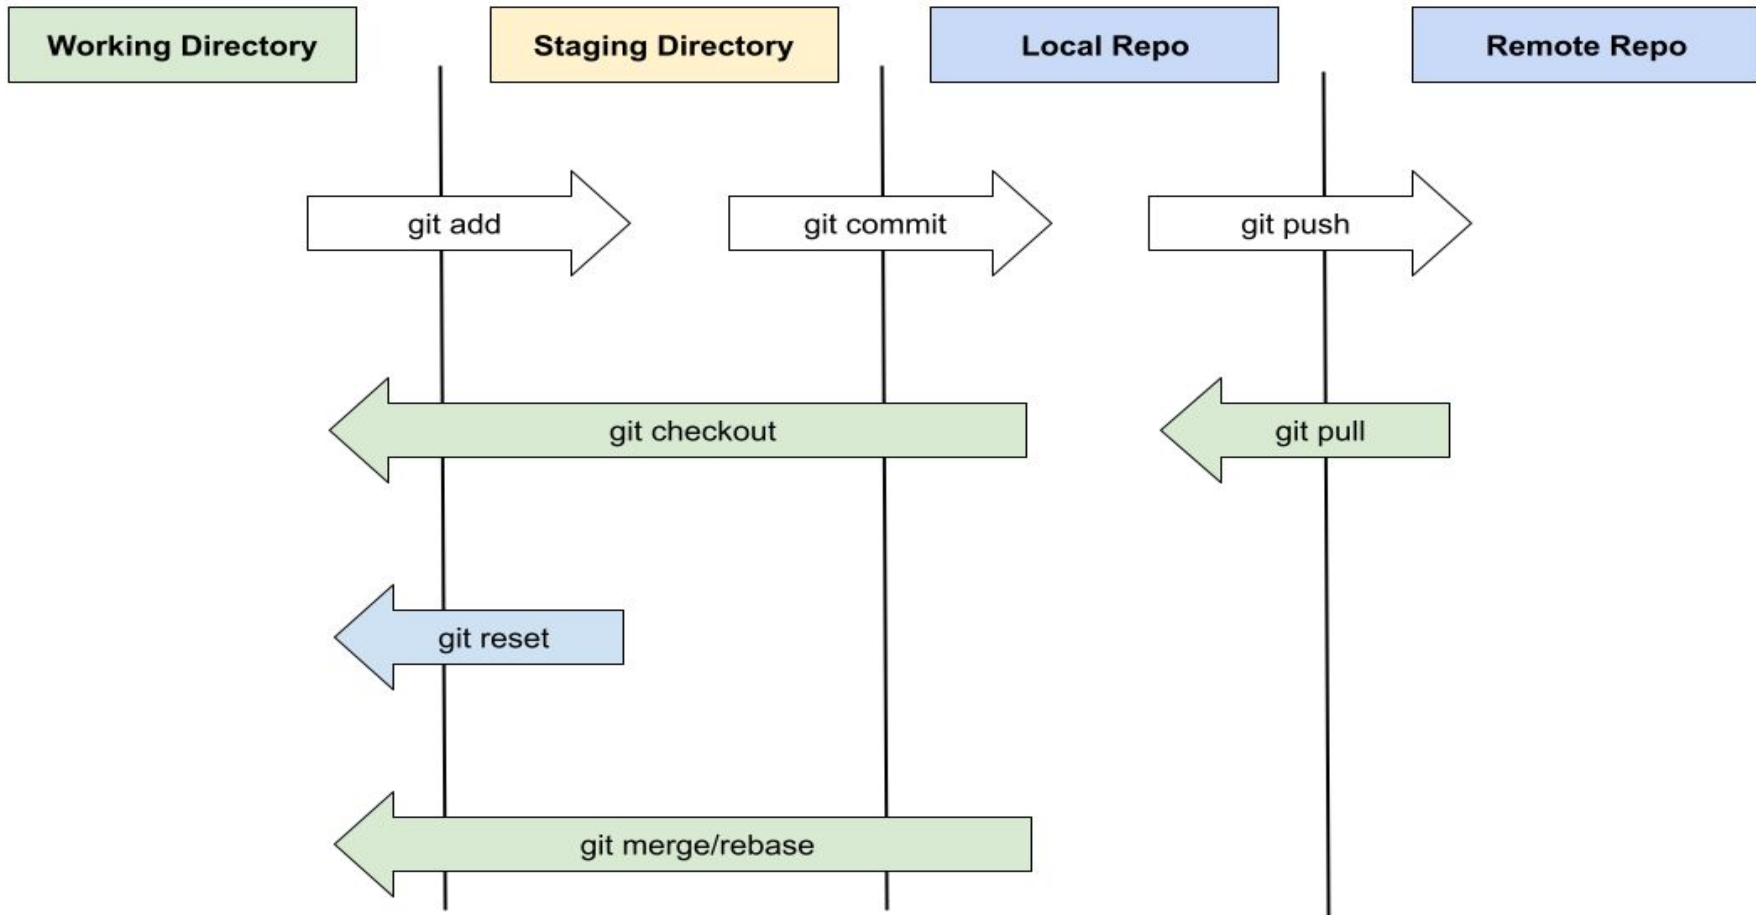 Working Directory
Staging Directory
Local Repo
Remote Repo
git add
git commit
git push
git checkout
git pull
git reset
git merge/rebase